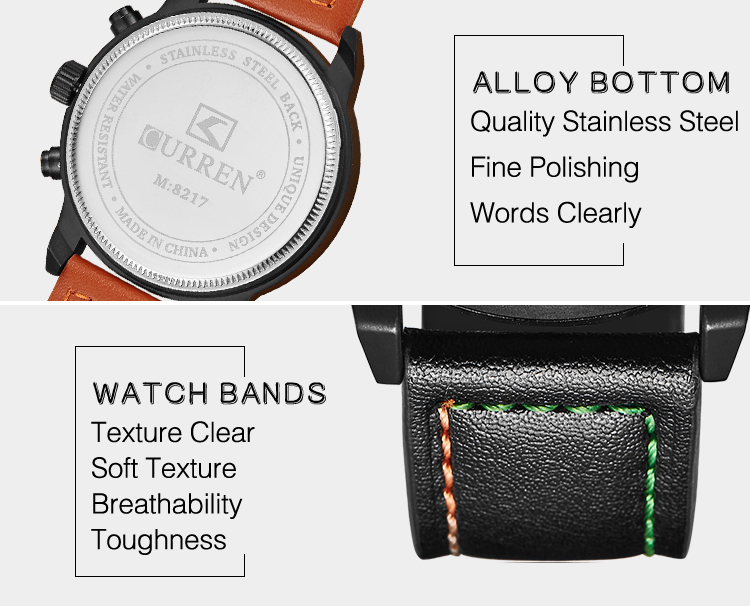 STAINLESS STEEL BACK • UNIQUE DESIGN • MADE IN CHINA • WATER RESISTANT •
CURREN®
M:8217
ALLOY BOTTOM
Quality Stainless Steel
Fine Polishing
Words Clearly
WATCH BANDS
Texture Clear
Soft Texture
Breathability
Toughness